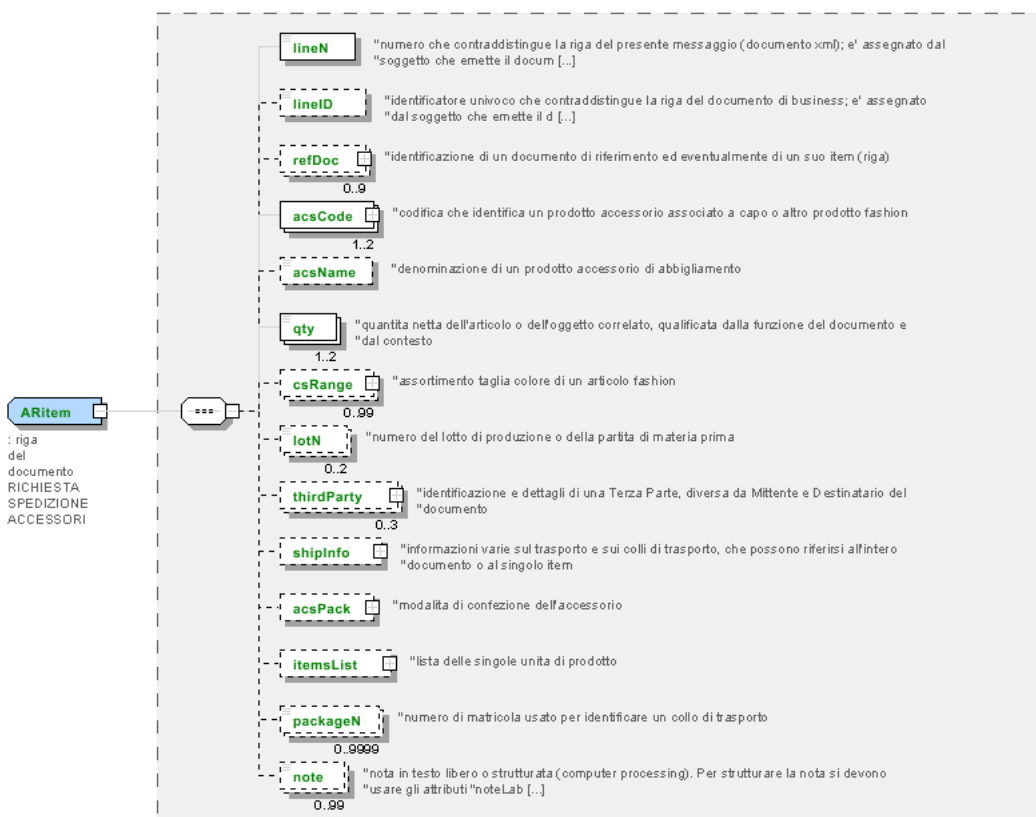 lineN
"numero che contraddistingue la riga del presente messaggio (documento xml); e' assegnato dal
"soggetto che emette il docum [...]
lineID
"identificatore univoco che contraddistingue la riga del documento di business; e' assegnato
"dal soggetto che emette il d [...]
refDoc
"identificazione di un documento di riferimento ed eventualmente di un suo item (riga)
0..9
acsCode
"codifica che identifica un prodotto accessorio associato a capo o altro prodotto fashion
1..2
acsName
"denominazione di un prodotto accessorio di abbigliamento
qty
"quantita netta dell'articolo o dell'oggetto correlato, qualificata dalla funzione del documento e
"dal contesto
1..2
csRange
"assortimento taglia colore di un articolo fashion
0..99
ARitem
: riga
del
documento
RICHIESTA
SPEDIZIONE
ACCESSORI
lotN
"numero del lotto di produzione o della partita di materia prima
0..2
thirdParty
"identificazione e dettagli di una Terza Parte, diversa da Mittente e Destinatario del
"documento
0..3
shipInfo
"informazioni varie sul trasporto e sui colli di trasporto, che possono riferirsi all'intero
"documento o al singolo item
acsPack
"modalita di confezione dell'accessorio
itemsList
"lista delle singole unita di prodotto
packageN
"numero di matricola usato per identificare un collo di trasporto
0..9999
note
"nota in testo libero o strutturata (computer processing). Per strutturare la nota si devono
"usare gli attributi "noteLab [...]
0..99